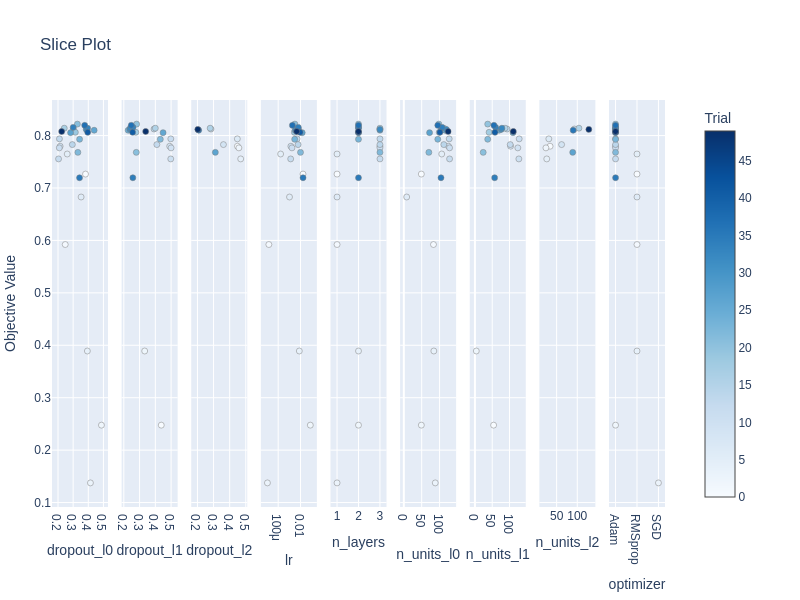 Slice Plot
Trial
Objective Value
0.8
0.7
0.6
0.5
0.4
0.3
0.2
0.1
45
40
35
30
25
20
15
10
5
0
0.2 0.3 0.4 0.5
dropout_l0
0.2 0.3 0.4 0.5
dropout_l1
0.2 0.3 0.4 0.5
dropout_l2
100μ 0.01
lr
1 2 3
n_layers
0 50 100
n_units_l0
0 50 100
n_units_l1
50 100
n_units_l2
Adam RMSprop SGD
optimizer